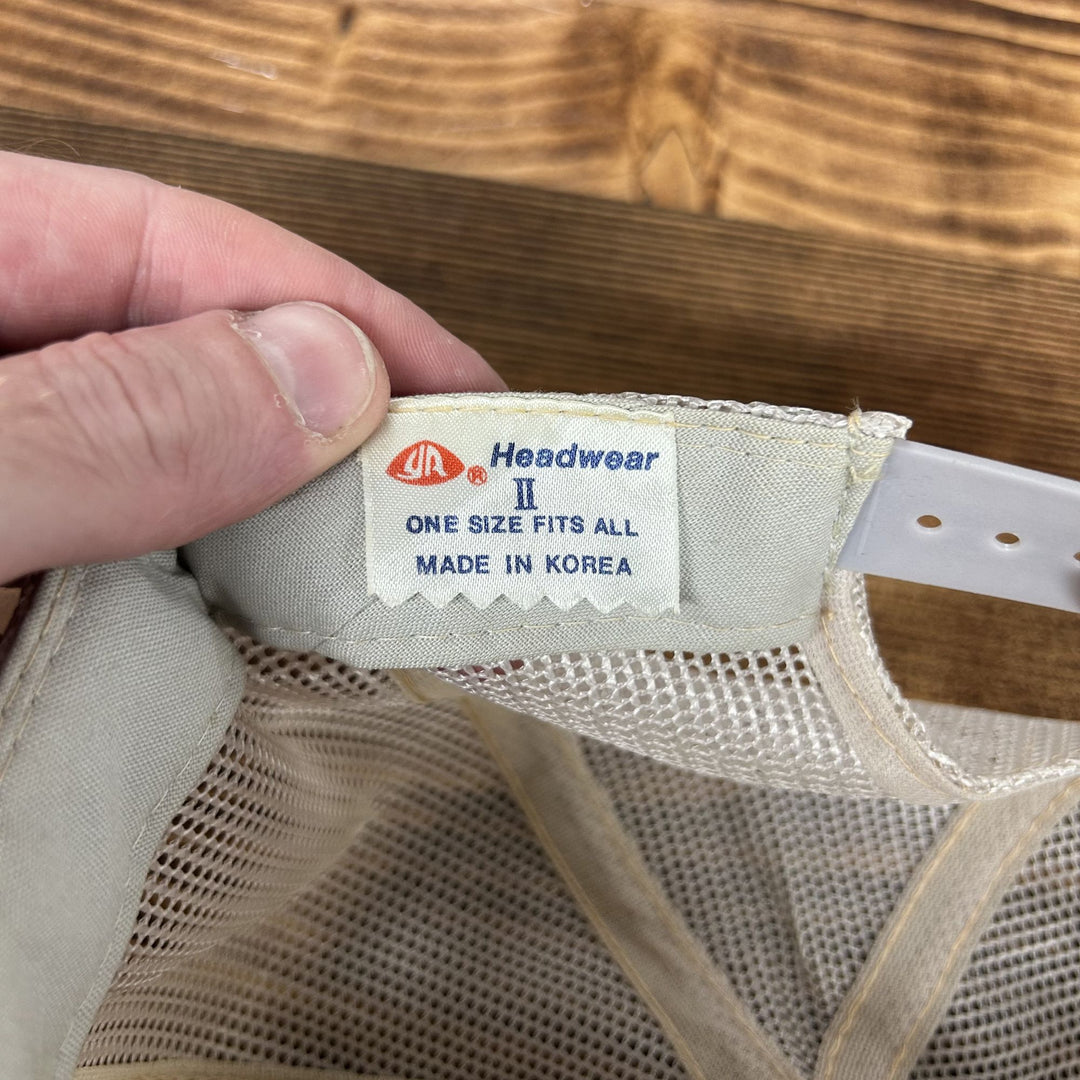 YA® Headwear
II
ONE SIZE FITS ALL
MADE IN KOREA